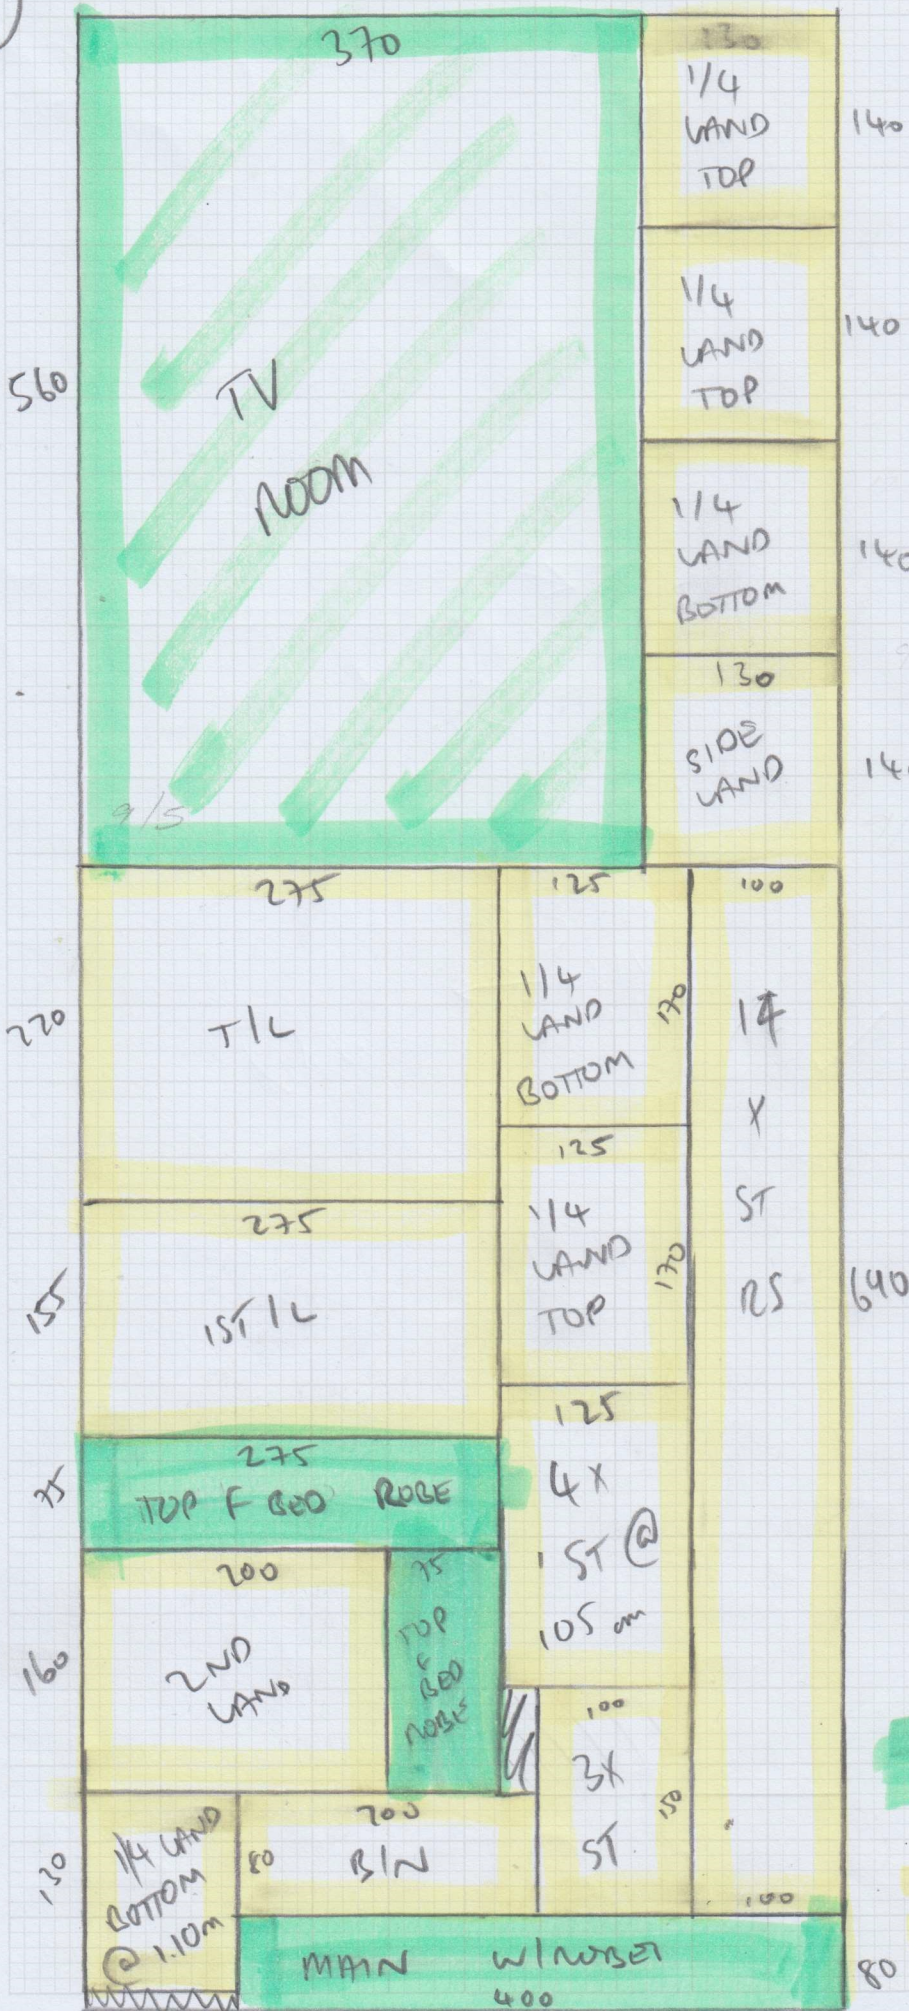 370
130
1/4
LAND
TOP
140
1/4
LAND
TOP
140
560
TV
ROOM
1/4
LAND
BOTTOM
140
130
SIDE
LAND
14
9/5
275
125
100
220
T/L
1/4
LAND
BOTTOM
170
14
X
ST
RS
640
125
1/4
LAND
TOP
170
275
155
1ST/L
125
4X
1ST @
105 cm
275
75
TOP F BED ROBE
200
160
2ND
LAND
75
TOP
F
BED
ROBE
100
3X
ST
150
130
1/4 LAND
BOTTOM
@ 1.10m
200
80
B/N
100
MAIN W/ROBET
400
80